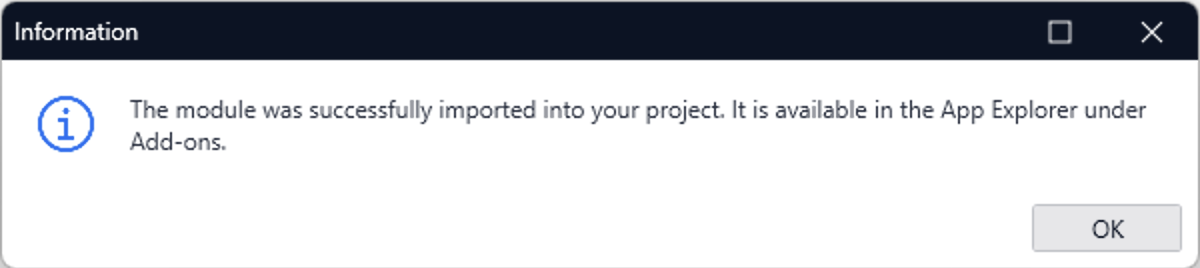 Information
The module was successfully imported into your project. It is available in the App Explorer under
Add-ons.
OK